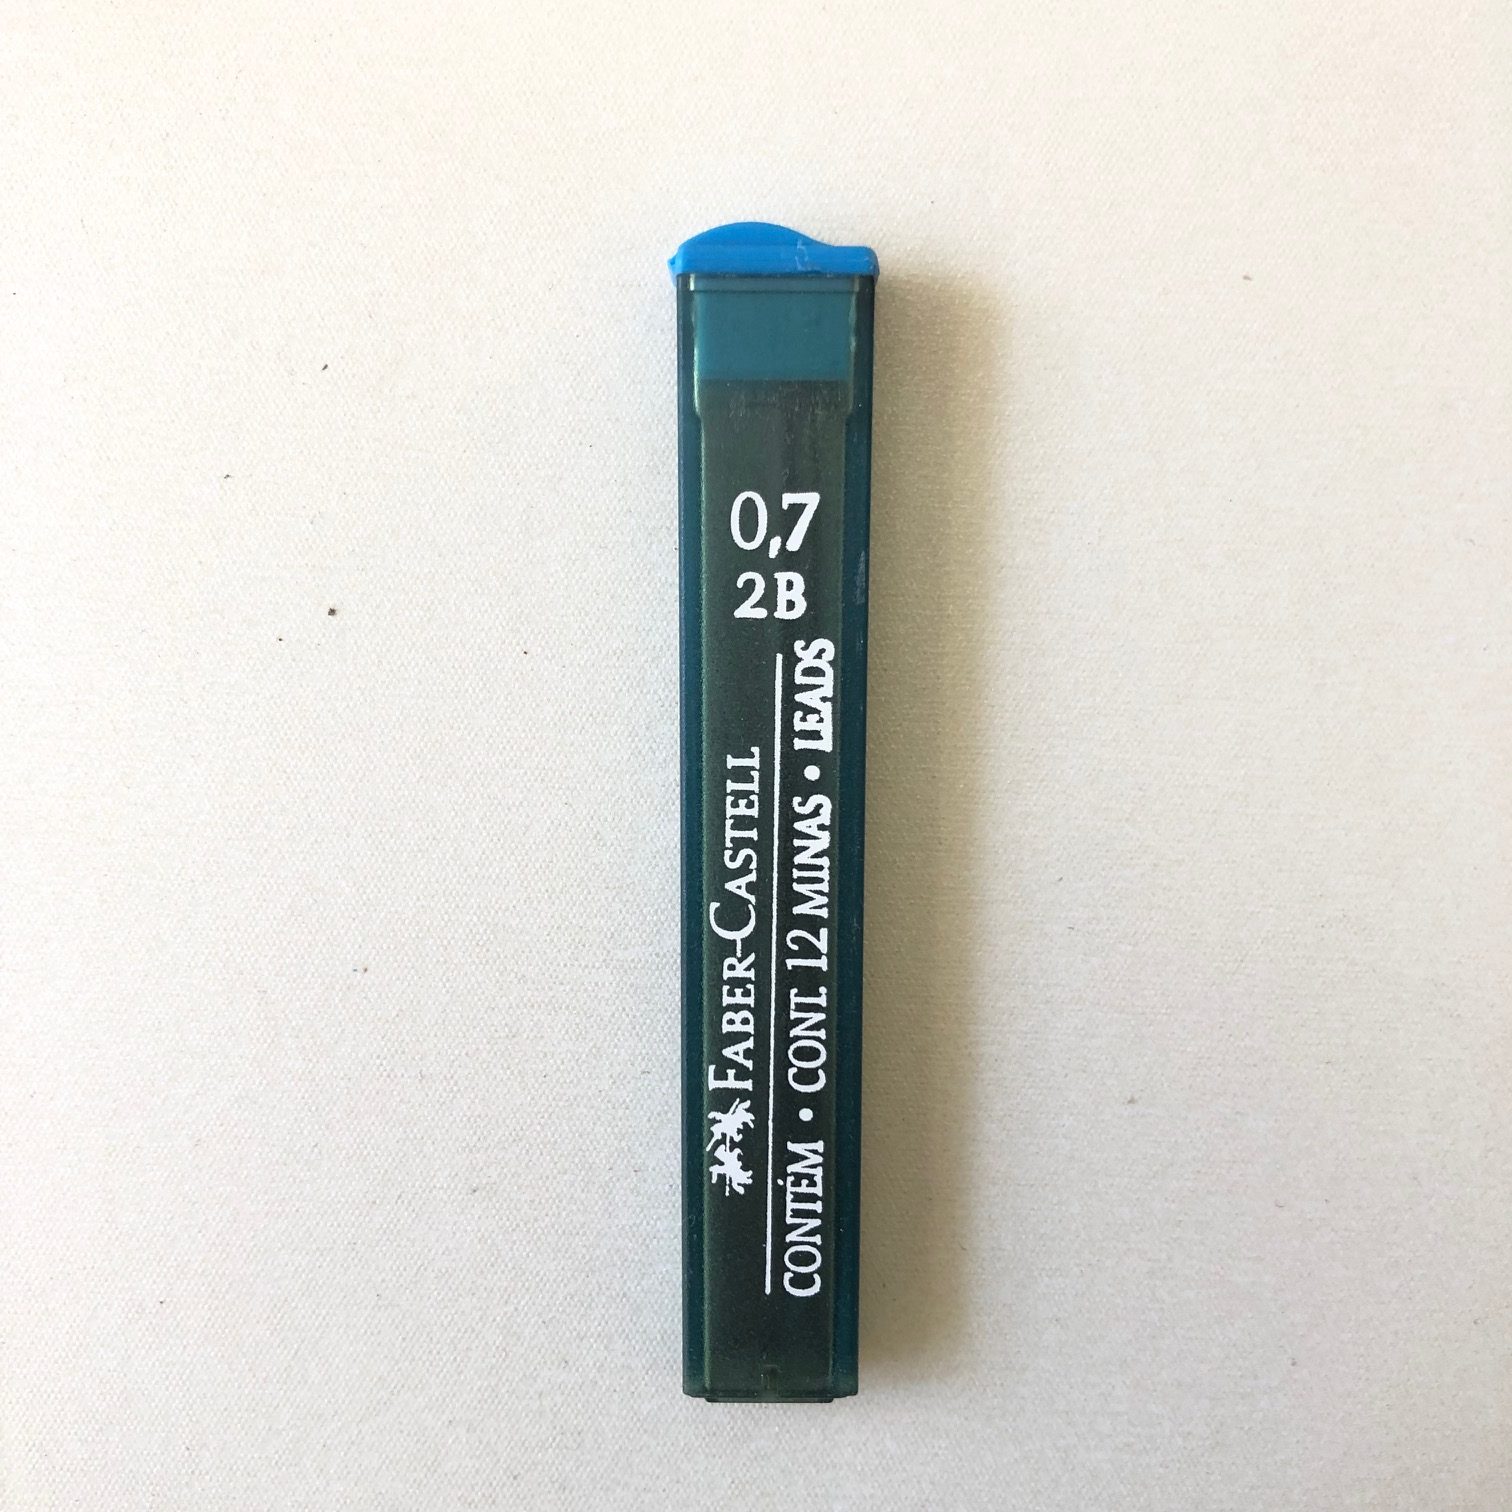 0,7
2B
FABER-CASTELL
CONTÉM • CONT. 12 MINAS • LEADS